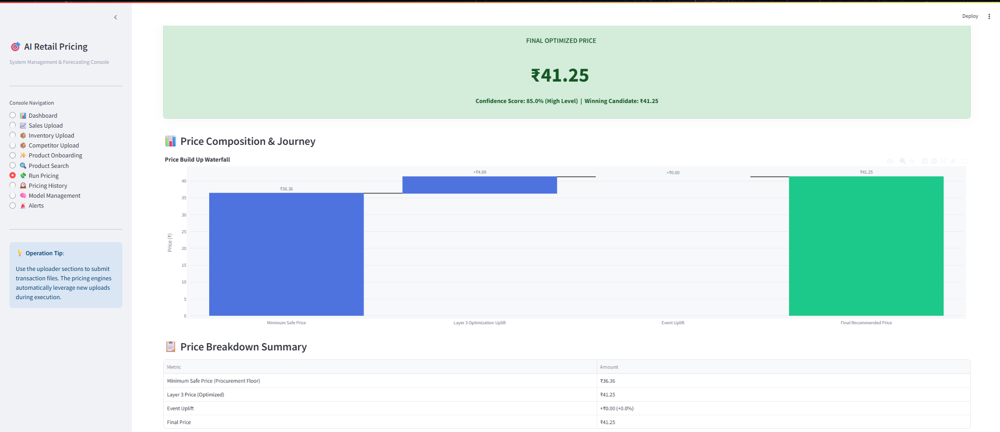 Deploy
AI Retail Pricing
System Management & Forecasting Console
Console Navigation
Dashboard
Sales Upload
Inventory Upload
Competitor Upload
Product Onboarding
Product Search
Run Pricing
Pricing History
Model Management
Alerts
Operation Tip:
Use the uploader sections to submit
transaction files. The pricing engines
automatically leverage new uploads
during execution.
FINAL OPTIMIZED PRICE
₹41.25
Confidence Score: 85.0% (High Level) | Winning Candidate: ₹41.25
Price Composition & Journey
Price Build Up Waterfall
+₹4.89
+₹0.00
₹41.25
₹36.36
40
35
30
25
20
15
10
5
0
Price (₹)
Minimum Safe Price
Layer 3 Optimization Uplift
Event Uplift
Final Recommended Price
Price Breakdown Summary
Metric Amount
Minimum Safe Price (Procurement Floor) ₹36.36
Layer 3 Price (Optimized) ₹41.25
Event Uplift +₹0.00 (+0.0%)
Final Price ₹41.25